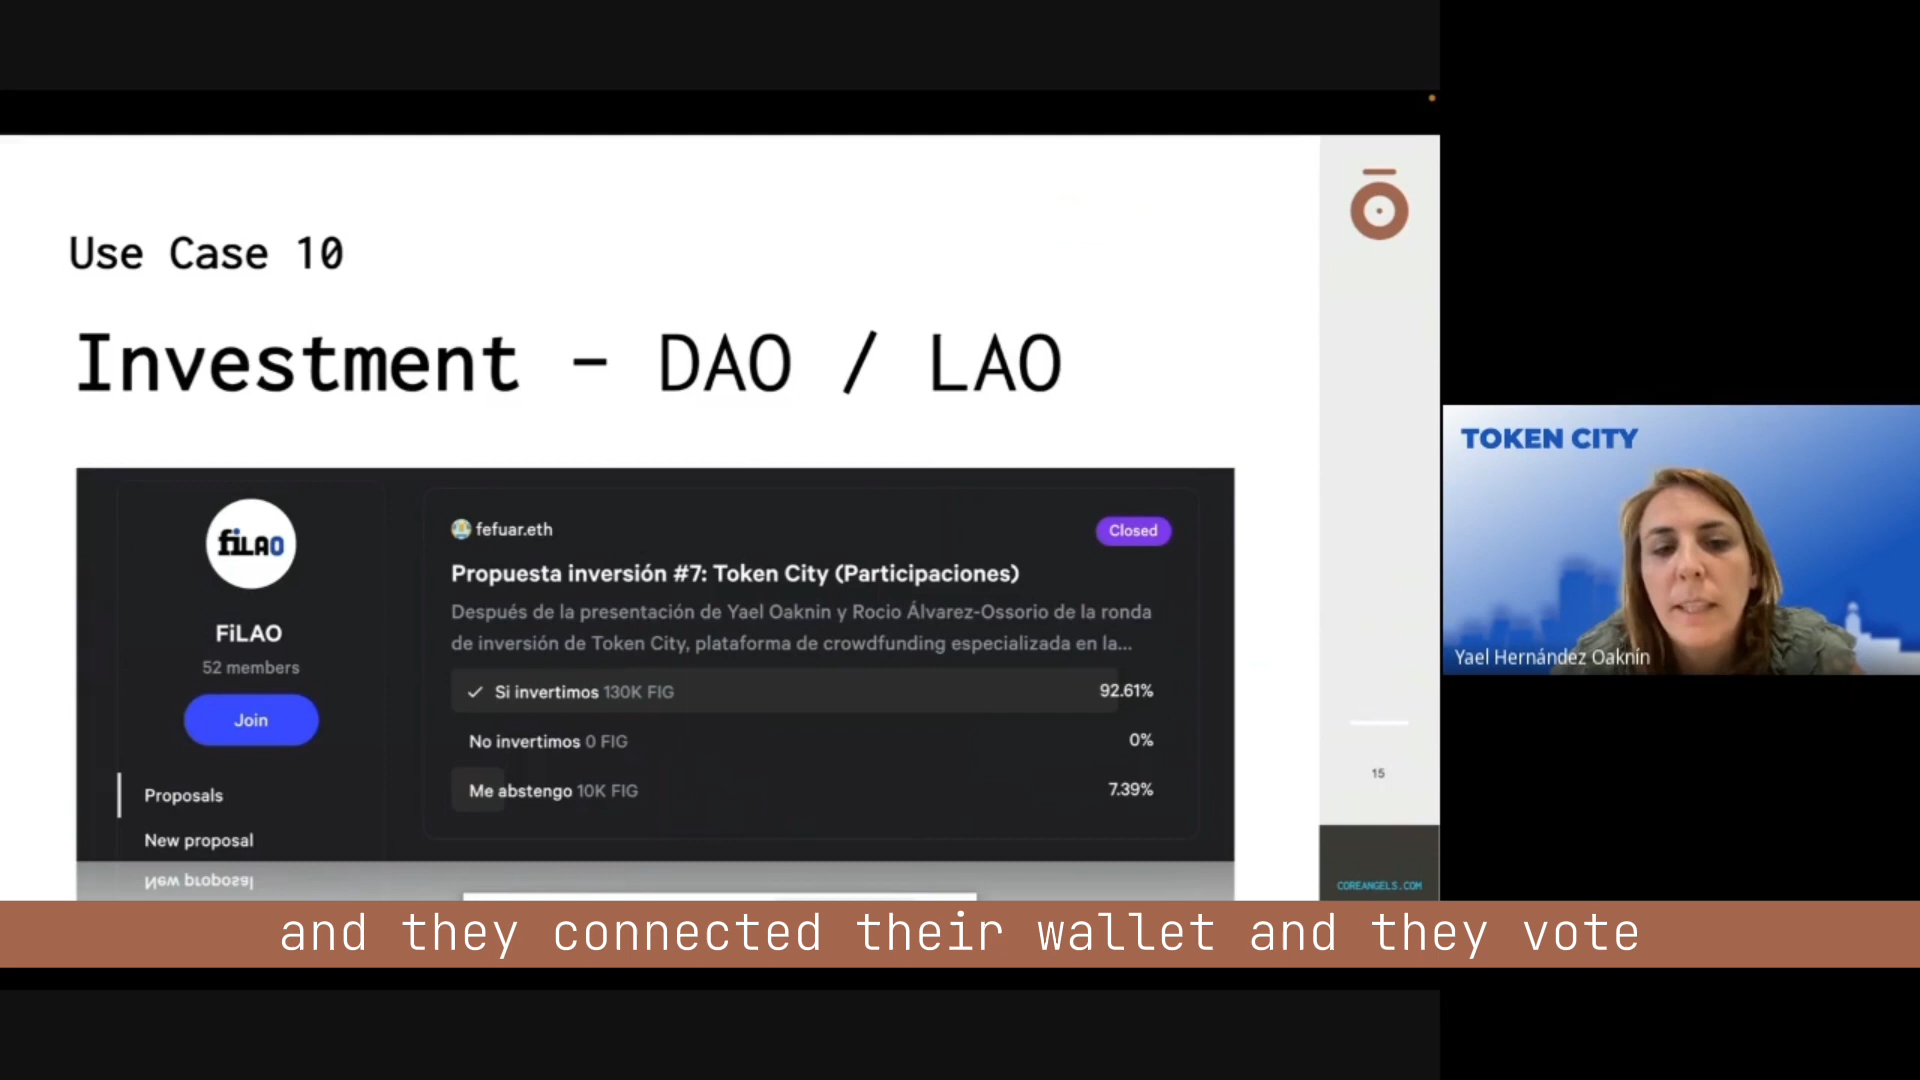 Use Case 10
Investment - DAO / LAO
fiLAO
FiLAO
52 members
Join
Proposals
New proposal
New proposal
fefuar.eth
Closed
Propuesta inversión #7: Token City (Participaciones)
Después de la presentación de Yael Oaknin y Rocio Álvarez-Ossorio de la ronda
de inversión de Token City, plataforma de crowdfunding especializada en la...
Si invertimos 130K FIG 92.61%
No invertimos 0 FIG 0%
Me abstengo 10K FIG 7.39%
15
COREANGELS.COM
TOKEN CITY
Yael Hernández Oaknín
and they connected their wallet and they vote